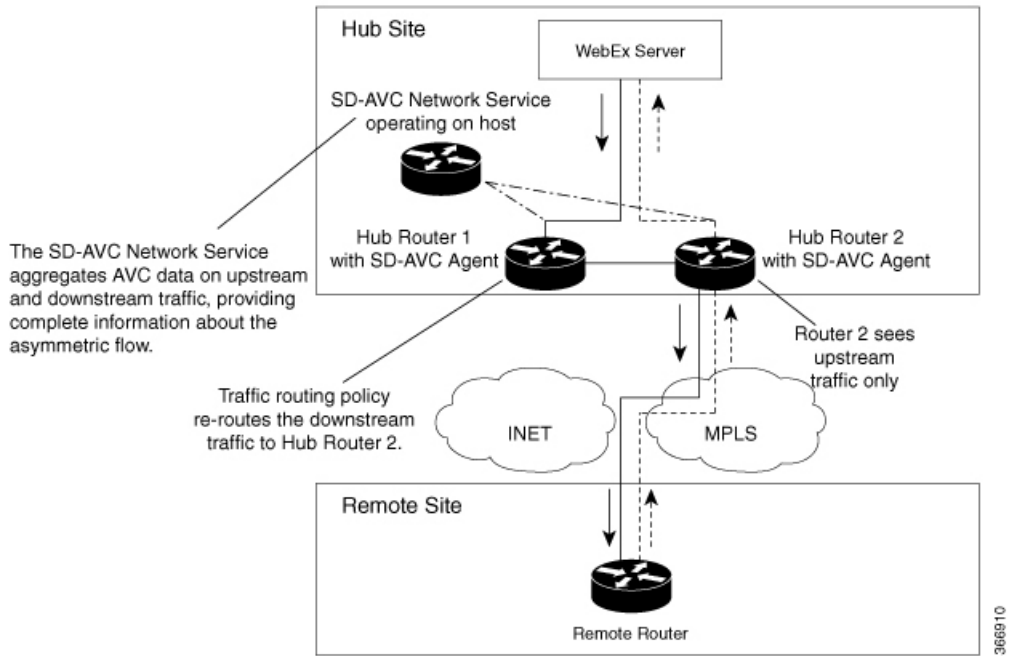 Hub Site
WebEx Server
SD-AVC Network Service
operating on host
Hub Router 1
with SD-AVC Agent
Hub Router 2
with SD-AVC Agent
The SD-AVC Network Service
aggregates AVC data on upstream
and downstream traffic, providing
complete information about the
asymmetric flow.
Router 2 sees
upstream
traffic only
Traffic routing policy
re-routes the downstream
traffic to Hub Router 2.
INET
MPLS
Remote Site
Remote Router
366910